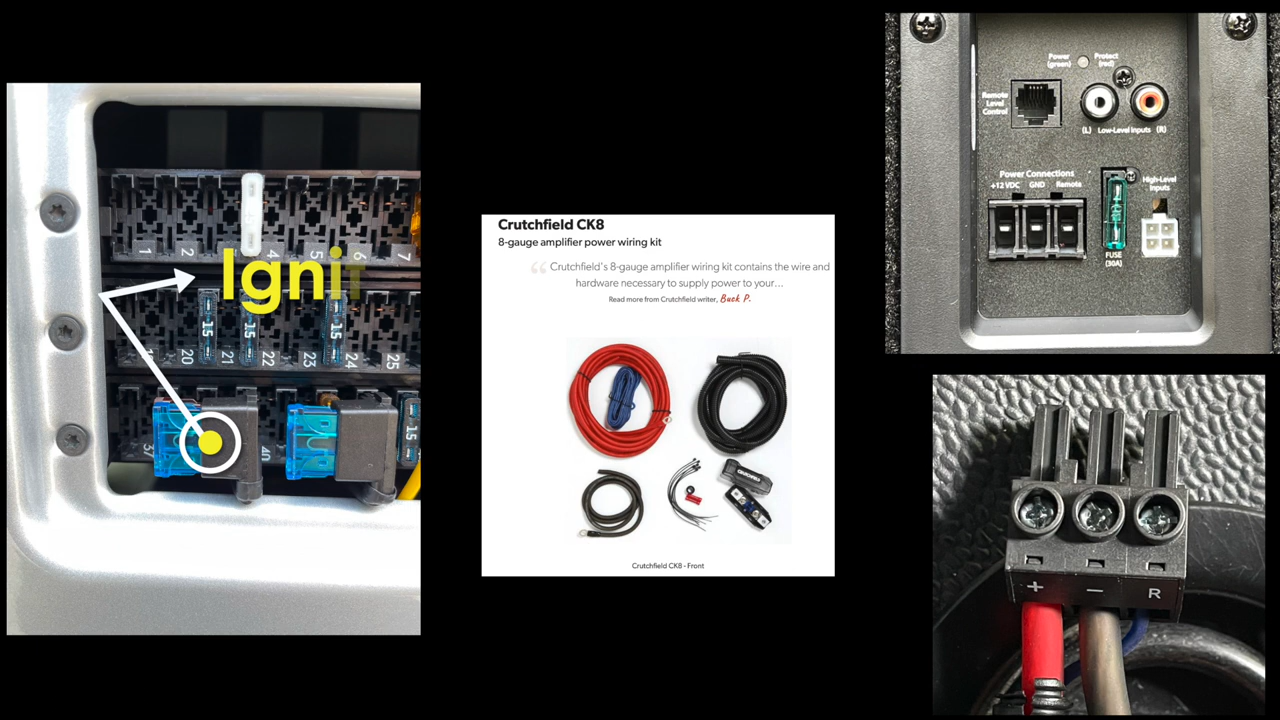 1
2
4
5
6
7
Ignit
15
15
15
20
21
22
23
24
25
37
40
15
Crutchfield CK8
8-gauge amplifier power wiring kit
“ Crutchfield's 8-gauge amplifier wiring kit contains the wire and
hardware necessary to supply power to your...
Read more from Crutchfield writer, Buck P.
CRUTCHFIELD
Crutchfield CK8 - Front
Power
(green)
Protect
(red)
Remote
Level
Control
(L) Low-Level Inputs (R)
Power Connections
+12 VDC GND Remote
High-Level
Inputs
FUSE
(30A)
+ − R